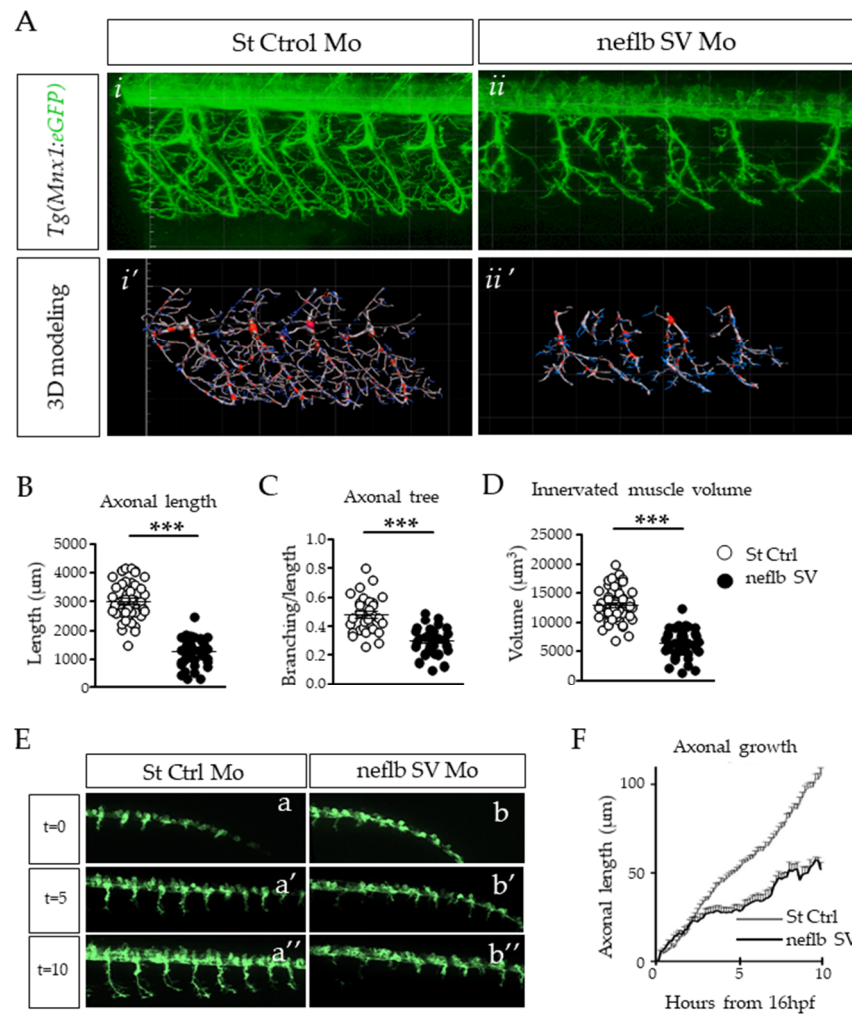 A
St Ctrol Mo
neflb SV Mo
Tg(Mnx1:eGFP)
i
ii
3D modeling
i′
ii′
B
Axonal length
***
Length (μm)
5000
4000
3000
2000
1000
0
C
Axonal tree
***
Branching/length
1.0
0.8
0.6
0.4
0.2
0.0
D
Innervated muscle volume
***
Volume (μm³)
25000
20000
15000
10000
5000
0
St Ctrl
neflb SV
E
St Ctrl Mo
neflb SV Mo
t=0
a
b
t=5
a′
b′
t=10
a′′
b′′
F
Axonal growth
Axonal length (μm)
100
50
0
St Ctrl
neflb SV
0
5
10
Hours from 16hpf